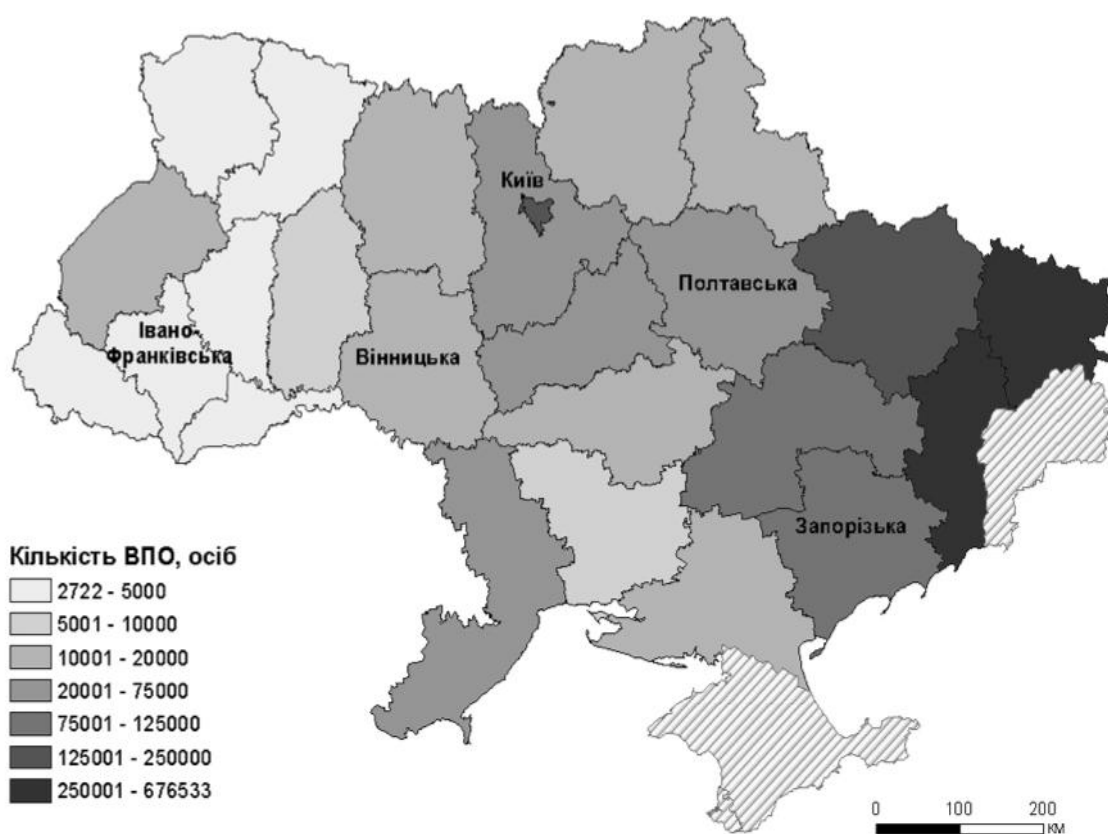 Київ
Полтавська
Івано-
Франківська
Вінницька
Запорізька
Кількість ВПО, осіб
2722 - 5000
5001 - 10000
10001 - 20000
20001 - 75000
75001 - 125000
125001 - 250000
250001 - 676533
0 100 200
КМ